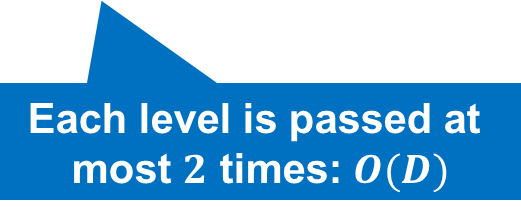 Each level is passed at
most 2 times: O(D)